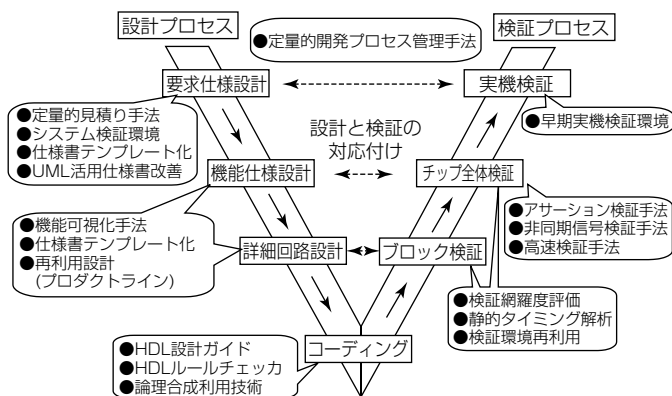 設計プロセス
検証プロセス
●定量的開発プロセス管理手法
要求仕様設計
実機検証
●定量的見積り手法
●システム検証環境
●仕様書テンプレート化
●UML活用仕様書改善
●早期実機検証環境
設計と検証の
対応付け
機能仕様設計
チップ全体検証
●機能可視化手法
●仕様書テンプレート化
●再利用設計
(プロダクトライン)
●アサーション検証手法
●非同期信号検証手法
●高速検証手法
詳細回路設計
ブロック検証
●検証網羅度評価
●静的タイミング解析
●検証環境再利用
コーディング
●HDL設計ガイド
●HDLルールチェッカ
●論理合成利用技術